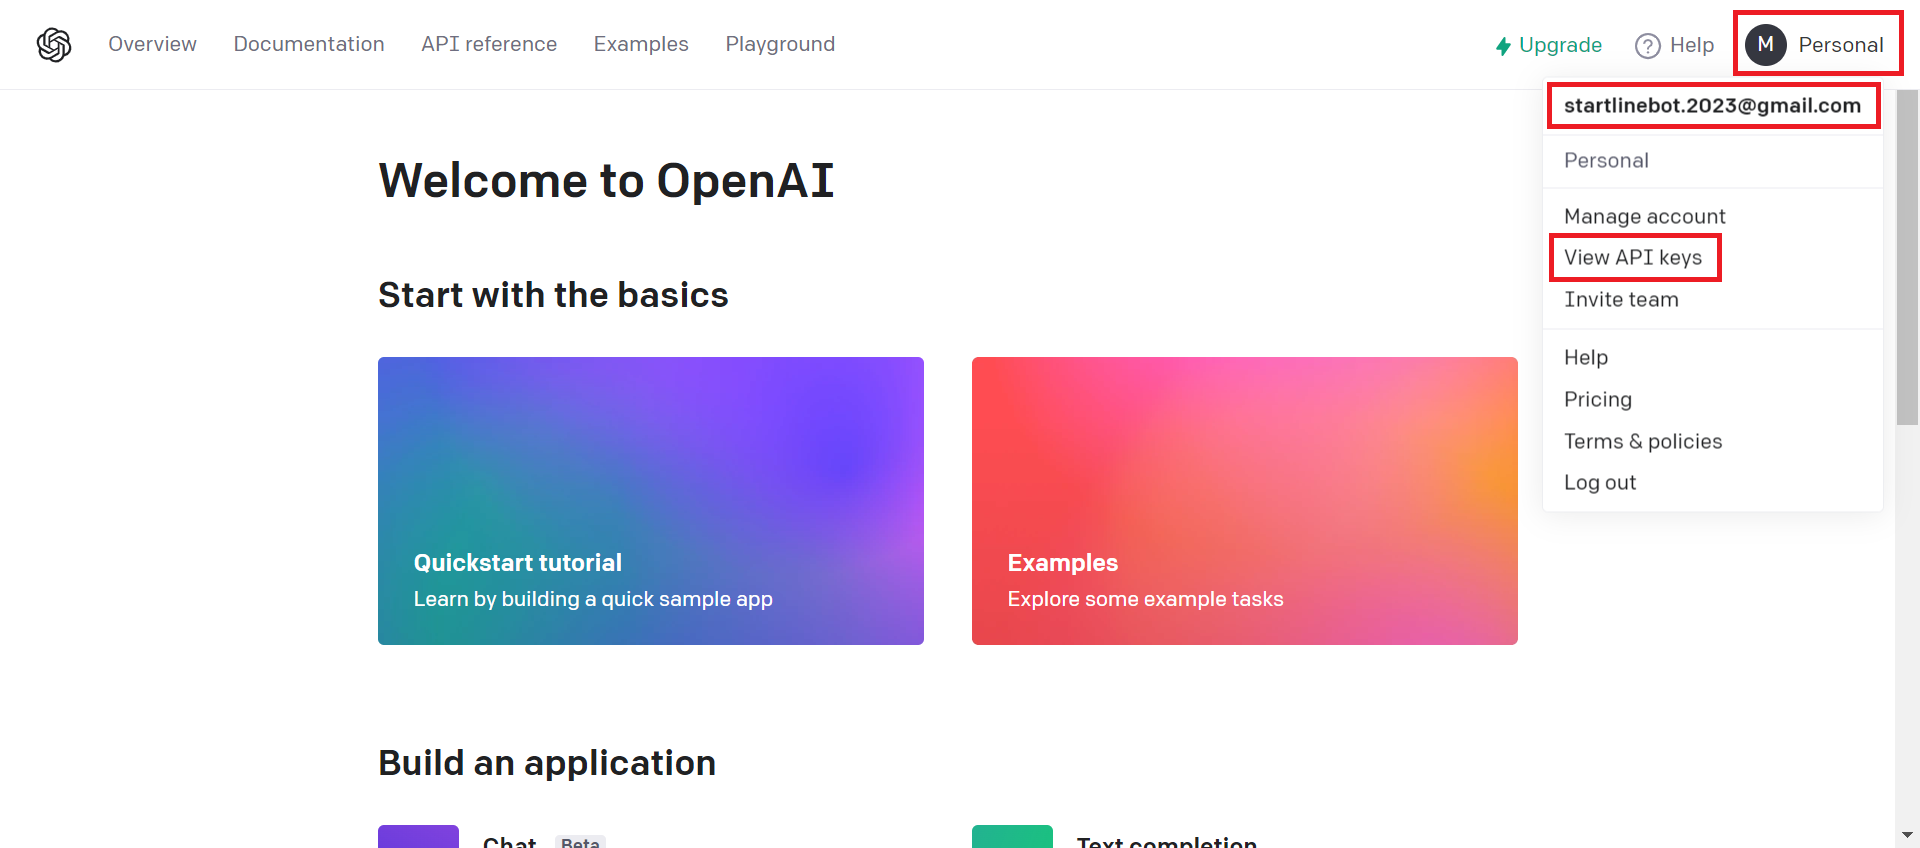 Overview Documentation API reference Examples Playground Upgrade Help M Personal
startlinebot.2023@gmail.com
Personal
Manage account
View API keys
Invite team
Help
Pricing
Terms & policies
Log out
Welcome to OpenAI
Start with the basics
Quickstart tutorial
Learn by building a quick sample app
Examples
Explore some example tasks
Build an application
Chat Beta
Text completion